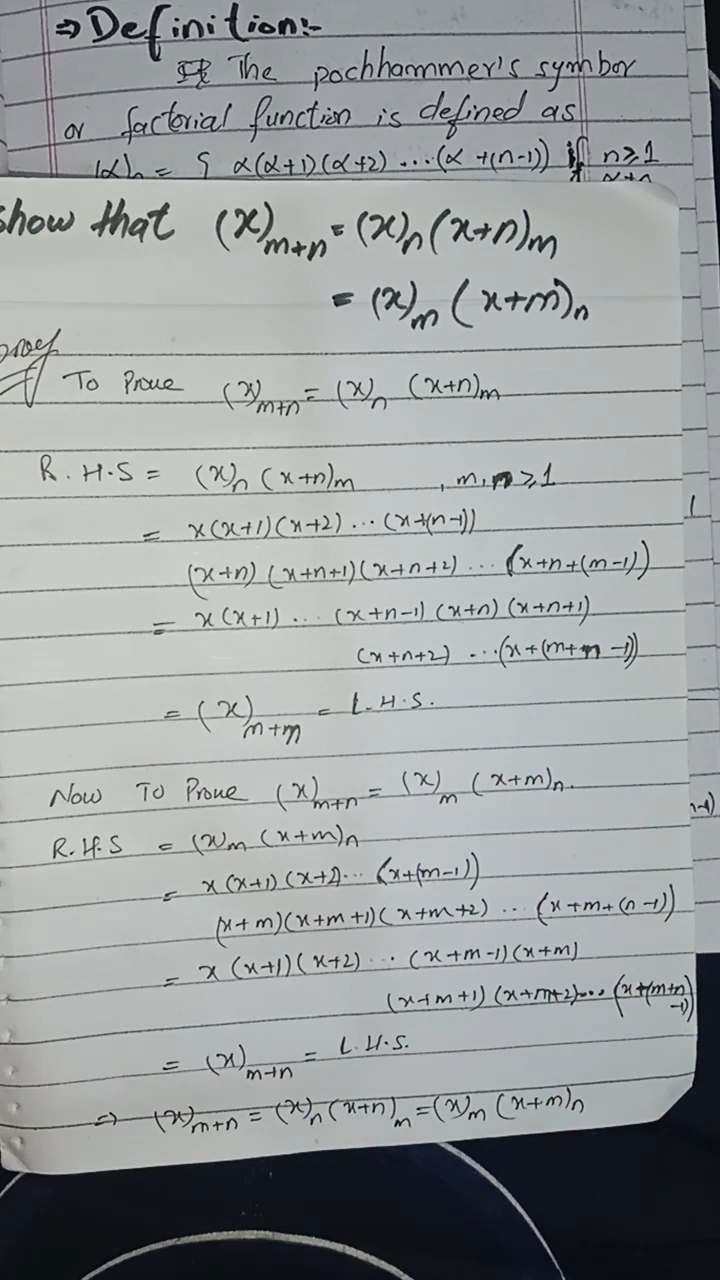 ⇒ Definition:-
The pochhammer's symbol
or factorial function is defined as
(α)n = { α(α+1)(α+2) ...(α+(n-1)) if n≥1
show that (x)m+n = (x)n (x+n)m
= (x)m (x+m)n
proof
To Prove (x)m+n = (x)n (x+n)m
R.H.S = (x)n (x+n)m , m,n ≥ 1
= x(x+1)(x+2) ... (x+(n-1))
(x+n) (x+n+1)(x+n+2) ... (x+n+(m-1))
= x(x+1) ... (x+n-1) (x+n) (x+n+1)
(x+n+2) ...(x+(m+n-1))
= (x)m+n = L.H.S.
Now To Prove (x)m+n = (x)m (x+m)n.
R.H.S = (x)m (x+m)n
= x(x+1)(x+2)... (x+(m-1))
(x+m)(x+m+1)(x+m+2) ... (x+m+(n-1))
= x(x+1)(x+2) ... (x+m-1)(x+m)
(x+m+1)(x+m+2)... (x+(m+n)
-1)
= (x)m+n = L.H.S.
⇒ (x)m+n = (x)n (x+n)m = (x)m (x+m)n